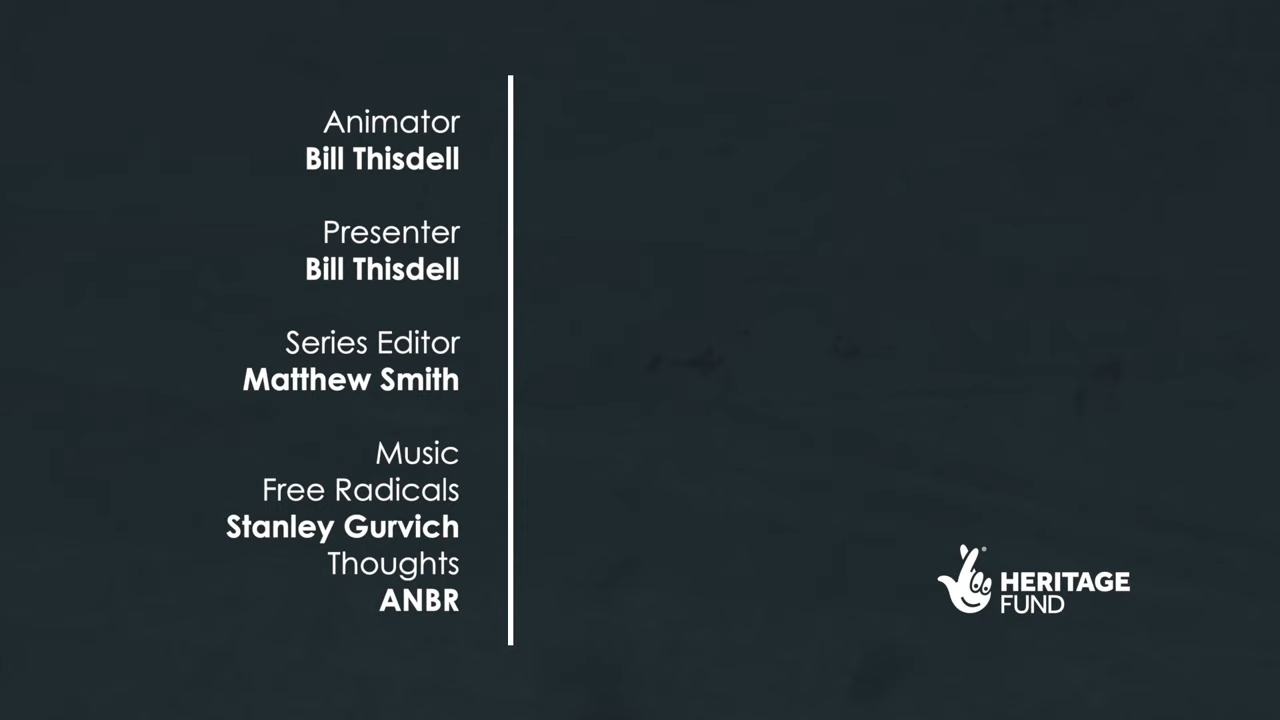 Animator
Bill Thisdell
Presenter
Bill Thisdell
Series Editor
Matthew Smith
Music
Free Radicals
Stanley Gurvich
Thoughts
ANBR
HERITAGE
FUND